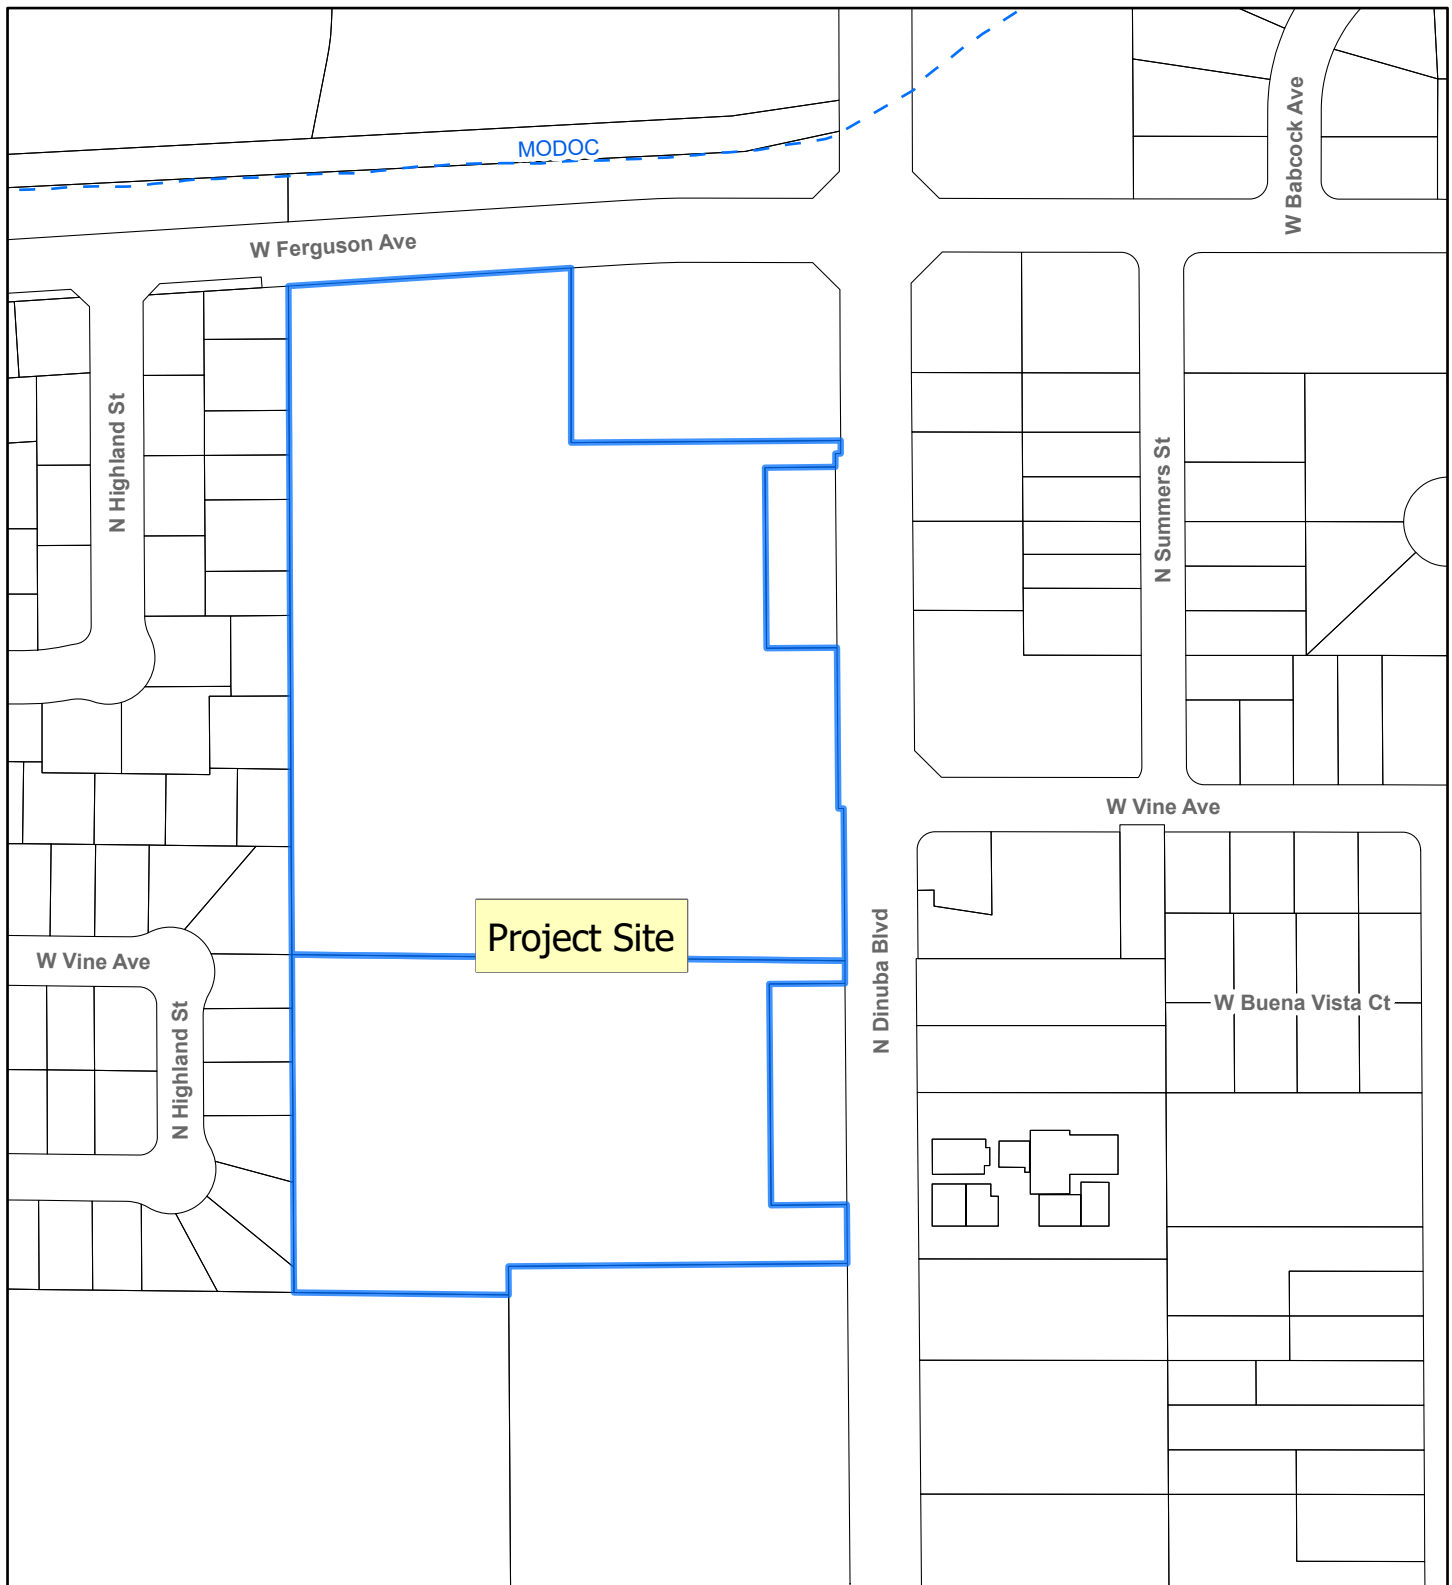 MODOC
W Ferguson Ave
W Babcock Ave
N Highland St
N Summers St
W Vine Ave
Project Site
N Dinuba Blvd
W Vine Ave
W Buena Vista Ct
N Highland St